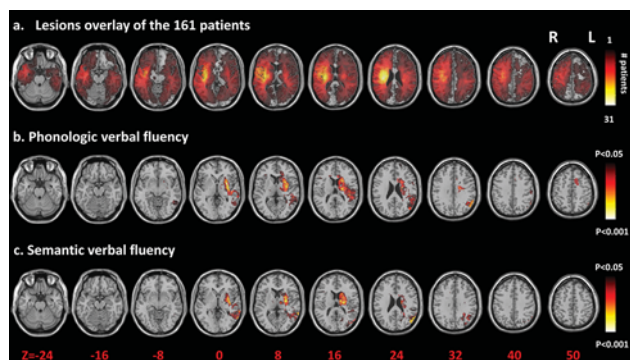 a. Lesions overlay of the 161 patients
R L
1
# patients
31
b. Phonologic verbal fluency
P<0.05
P<0.001
c. Semantic verbal fluency
P<0.05
P<0.001
Z=-24 -16 -8 0 8 16 24 32 40 50